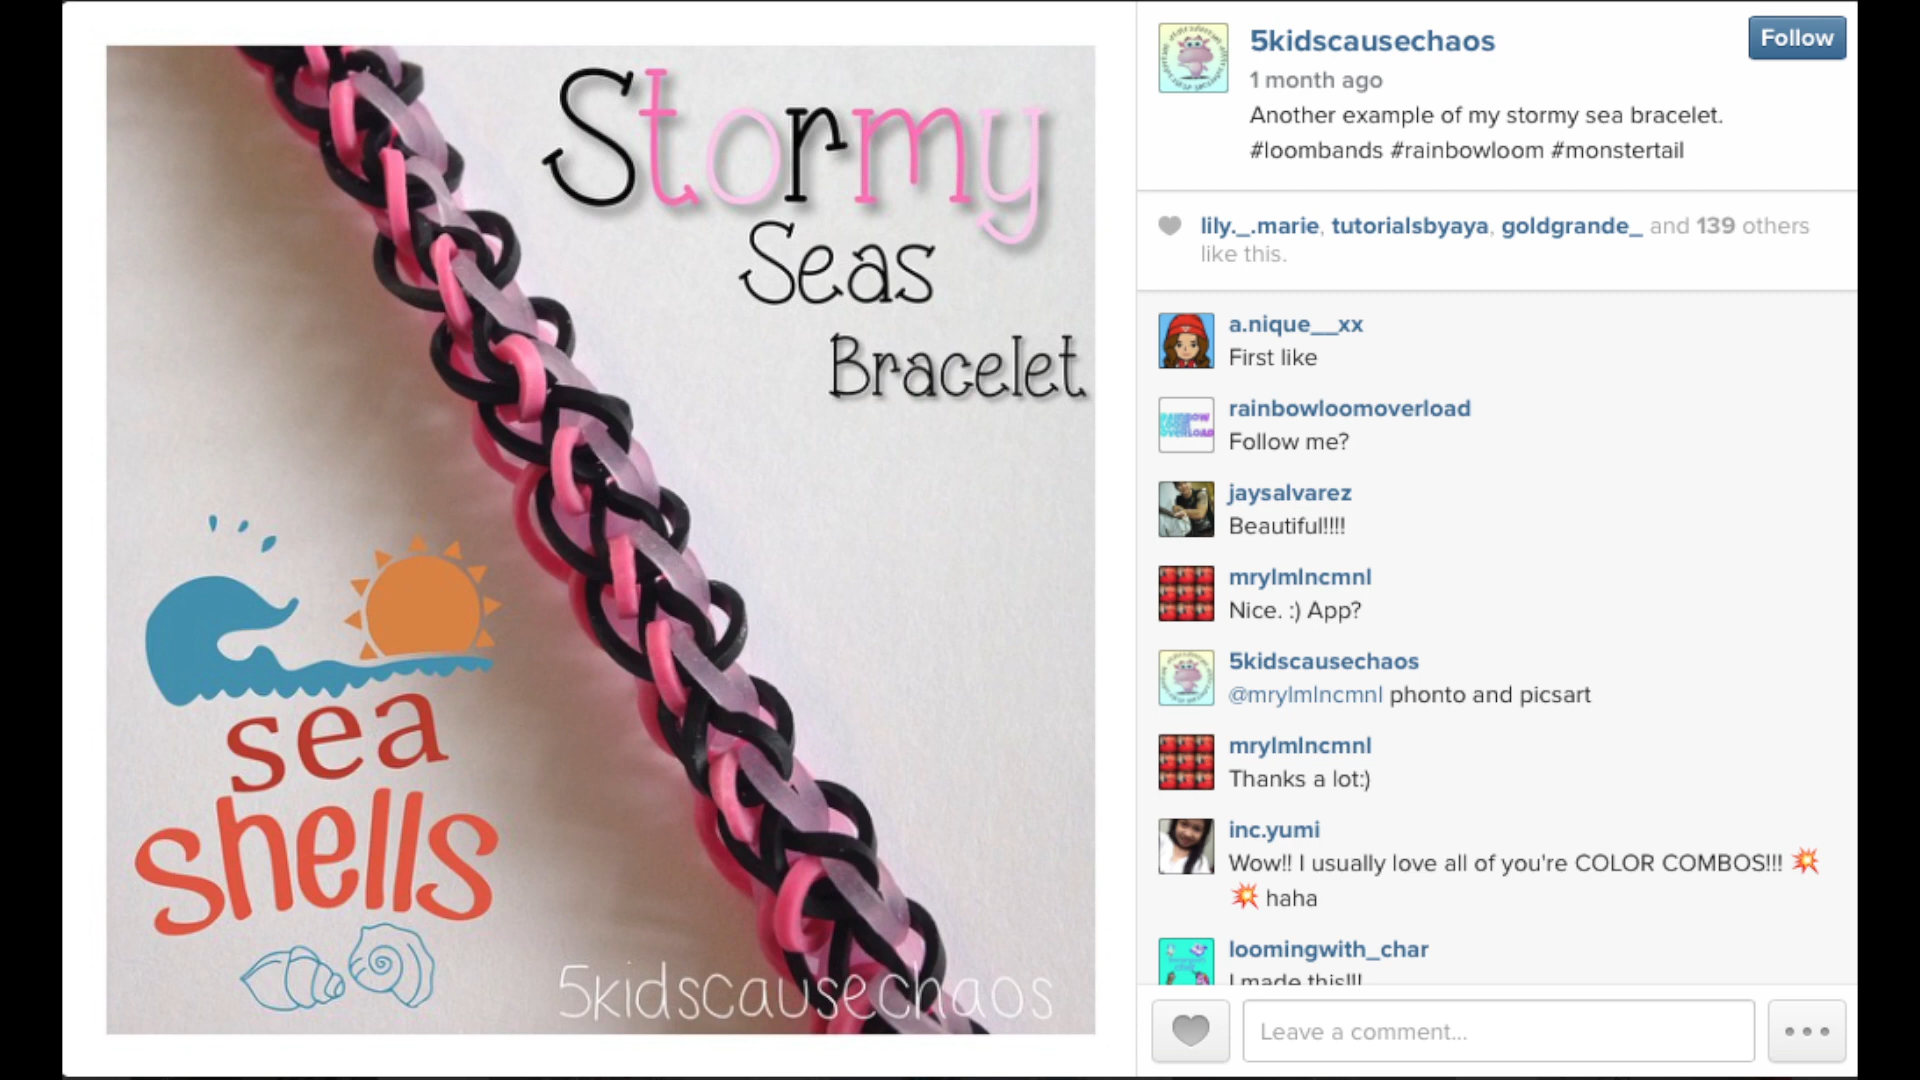 Stormy
Seas
Bracelet
sea
shells
5kidscausechaos
5kidscausechaos
Follow
1 month ago
Another example of my stormy sea bracelet.
#loombands #rainbowloom #monstertail
lily._.marie, tutorialsbyaya, goldgrande_ and 139 others
like this.
a.nique__xx
First like
rainbowloomoverload
Follow me?
jaysalvarez
Beautiful!!!!
mrylmlncmnl
Nice. :) App?
5kidscausechaos
@mrylmlncmnl phonto and picsart
mrylmlncmnl
Thanks a lot:)
inc.yumi
Wow!! I usually love all of you're COLOR COMBOS!!! 💥
💥 haha
loomingwith_char
I made this!!!
Leave a comment...